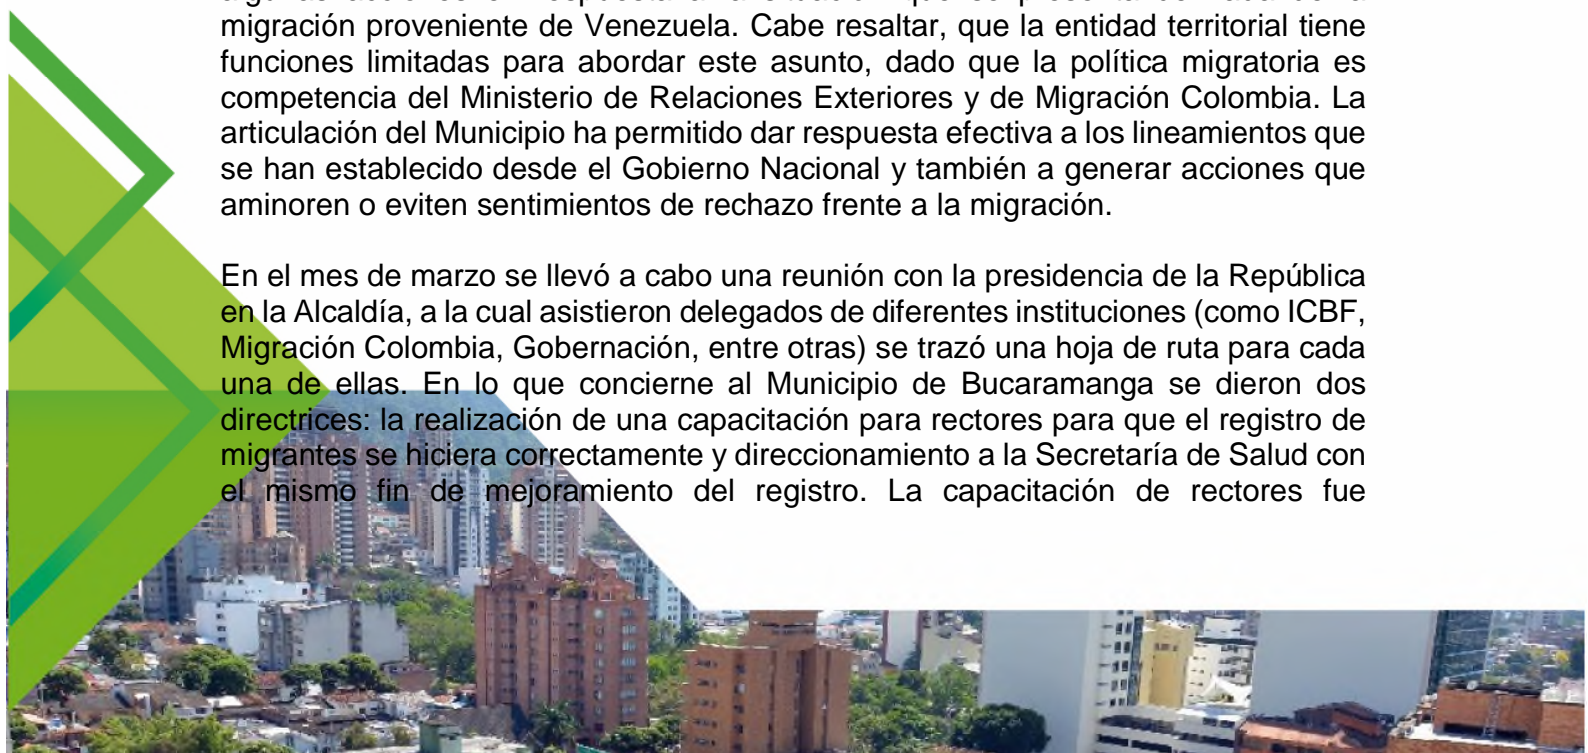 migración proveniente de Venezuela. Cabe resaltar, que la entidad territorial tiene
funciones limitadas para abordar este asunto, dado que la política migratoria es
competencia del Ministerio de Relaciones Exteriores y de Migración Colombia. La
articulación del Municipio ha permitido dar respuesta efectiva a los lineamientos que
se han establecido desde el Gobierno Nacional y también a generar acciones que
aminoren o eviten sentimientos de rechazo frente a la migración.
En el mes de marzo se llevó a cabo una reunión con la presidencia de la República
en la Alcaldía, a la cual asistieron delegados de diferentes instituciones (como ICBF,
Migración Colombia, Gobernación, entre otras) se trazó una hoja de ruta para cada
una de ellas. En lo que concierne al Municipio de Bucaramanga se dieron dos
directrices: la realización de una capacitación para rectores para que el registro de
migrantes se hiciera correctamente y direccionamiento a la Secretaría de Salud con
el mismo fin de mejoramiento del registro. La capacitación de rectores fue